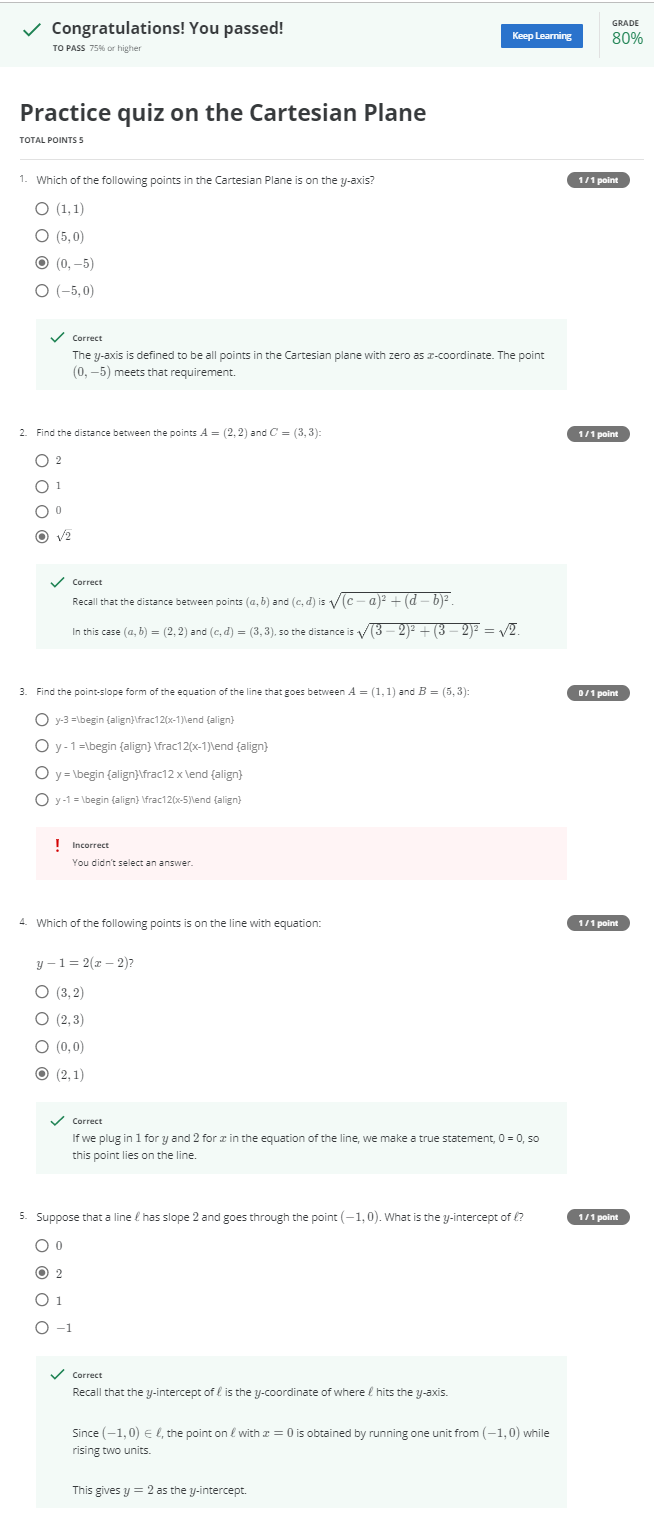 Congratulations! You passed!
TO PASS 75% or higher
Keep Learning
GRADE
80%
Practice quiz on the Cartesian Plane
TOTAL POINTS 5
1. Which of the following points in the Cartesian Plane is on the y-axis?
1 / 1 point
(1, 1)
(5, 0)
(0, −5)
(−5, 0)
Correct
The y-axis is defined to be all points in the Cartesian plane with zero as x-coordinate. The point
(0, −5) meets that requirement.
2. Find the distance between the points A = (2, 2) and C = (3, 3):
1 / 1 point
2
1
0
√2
Correct
Recall that the distance between points (a, b) and (c, d) is √(c − a)² + (d − b)².
In this case (a, b) = (2, 2) and (c, d) = (3, 3), so the distance is √(3 − 2)² + (3 − 2)² = √2.
3. Find the point-slope form of the equation of the line that goes between A = (1, 1) and B = (5, 3):
0 / 1 point
y-3 =\begin {align}\frac12(x-1)\end {align}
y - 1 =\begin {align} \frac12(x-1)\end {align}
y = \begin {align}\frac12 x \end {align}
y -1 = \begin {align} \frac12(x-5)\end {align}
! Incorrect
You didn't select an answer.
4. Which of the following points is on the line with equation:
1 / 1 point
y − 1 = 2(x − 2)?
(3, 2)
(2, 3)
(0, 0)
(2, 1)
Correct
If we plug in 1 for y and 2 for x in the equation of the line, we make a true statement, 0 = 0, so
this point lies on the line.
5. Suppose that a line ℓ has slope 2 and goes through the point (−1, 0). What is the y-intercept of ℓ?
1 / 1 point
0
2
1
−1
Correct
Recall that the y-intercept of ℓ is the y-coordinate of where ℓ hits the y-axis.
Since (−1, 0) ∈ ℓ, the point on ℓ with x = 0 is obtained by running one unit from (−1, 0) while
rising two units.
This gives y = 2 as the y-intercept.